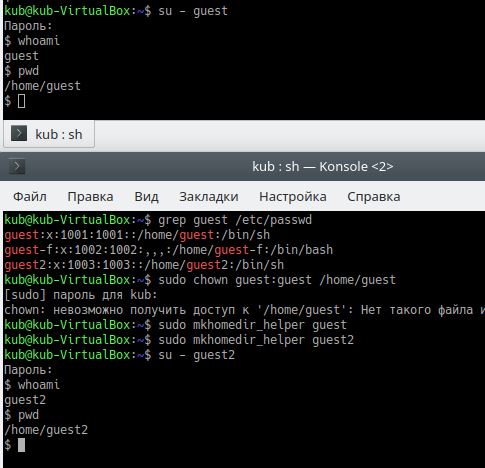 kub@kub-VirtualBox:~$ su - guest
Пароль:
$ whoami
guest
$ pwd
/home/guest
$
kub : sh
kub : sh — Konsole <2>
Файл Правка Вид Закладки Настройка Справка
kub@kub-VirtualBox:~$ grep guest /etc/passwd
guest:x:1001:1001::/home/guest:/bin/sh
guest-f:x:1002:1002:,,,:/home/guest-f:/bin/bash
guest2:x:1003:1003::/home/guest2:/bin/sh
kub@kub-VirtualBox:~$ sudo chown guest:guest /home/guest
[sudo] пароль для kub:
chown: невозможно получить доступ к '/home/guest': Нет такого файла и
kub@kub-VirtualBox:~$ sudo mkhomedir_helper guest
kub@kub-VirtualBox:~$ sudo mkhomedir_helper guest2
kub@kub-VirtualBox:~$ su - guest2
Пароль:
$ whoami
guest2
$ pwd
/home/guest2
$